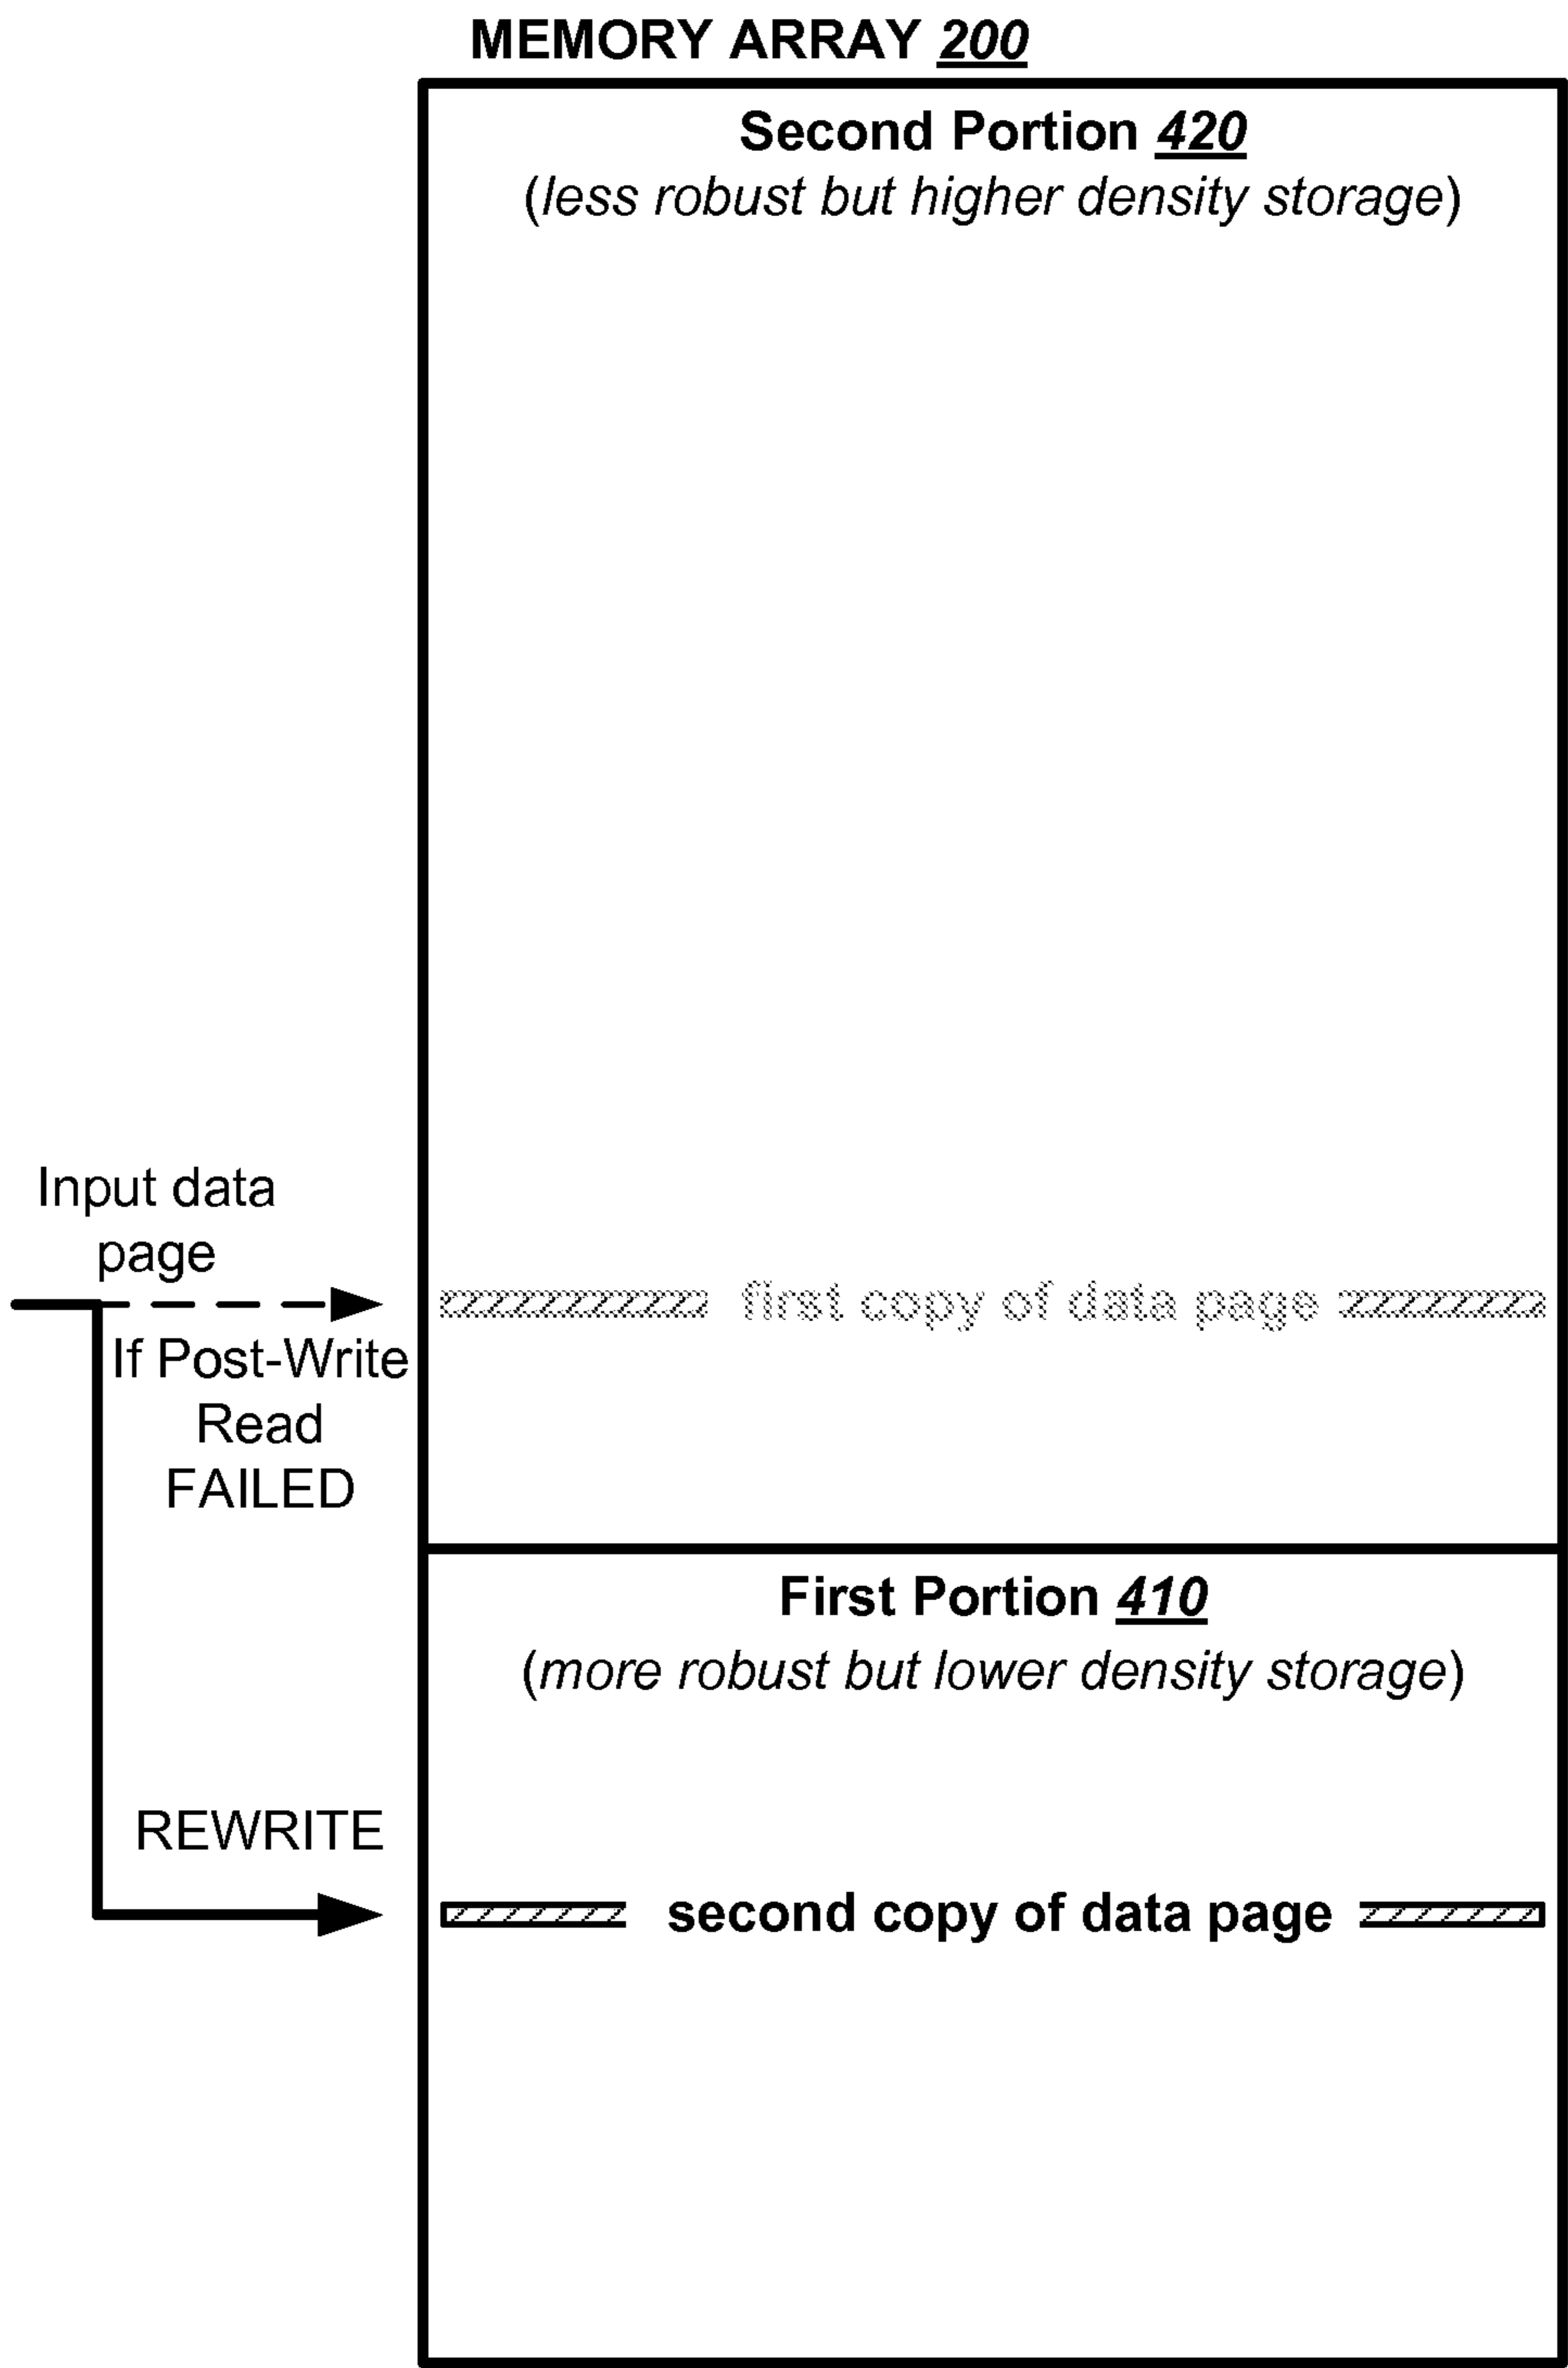 MEMORY ARRAY 200
Second Portion 420
(less robust but higher density storage)
Input data
page
first copy of data page
If Post-Write
Read
FAILED
First Portion 410
(more robust but lower density storage)
REWRITE
second copy of data page